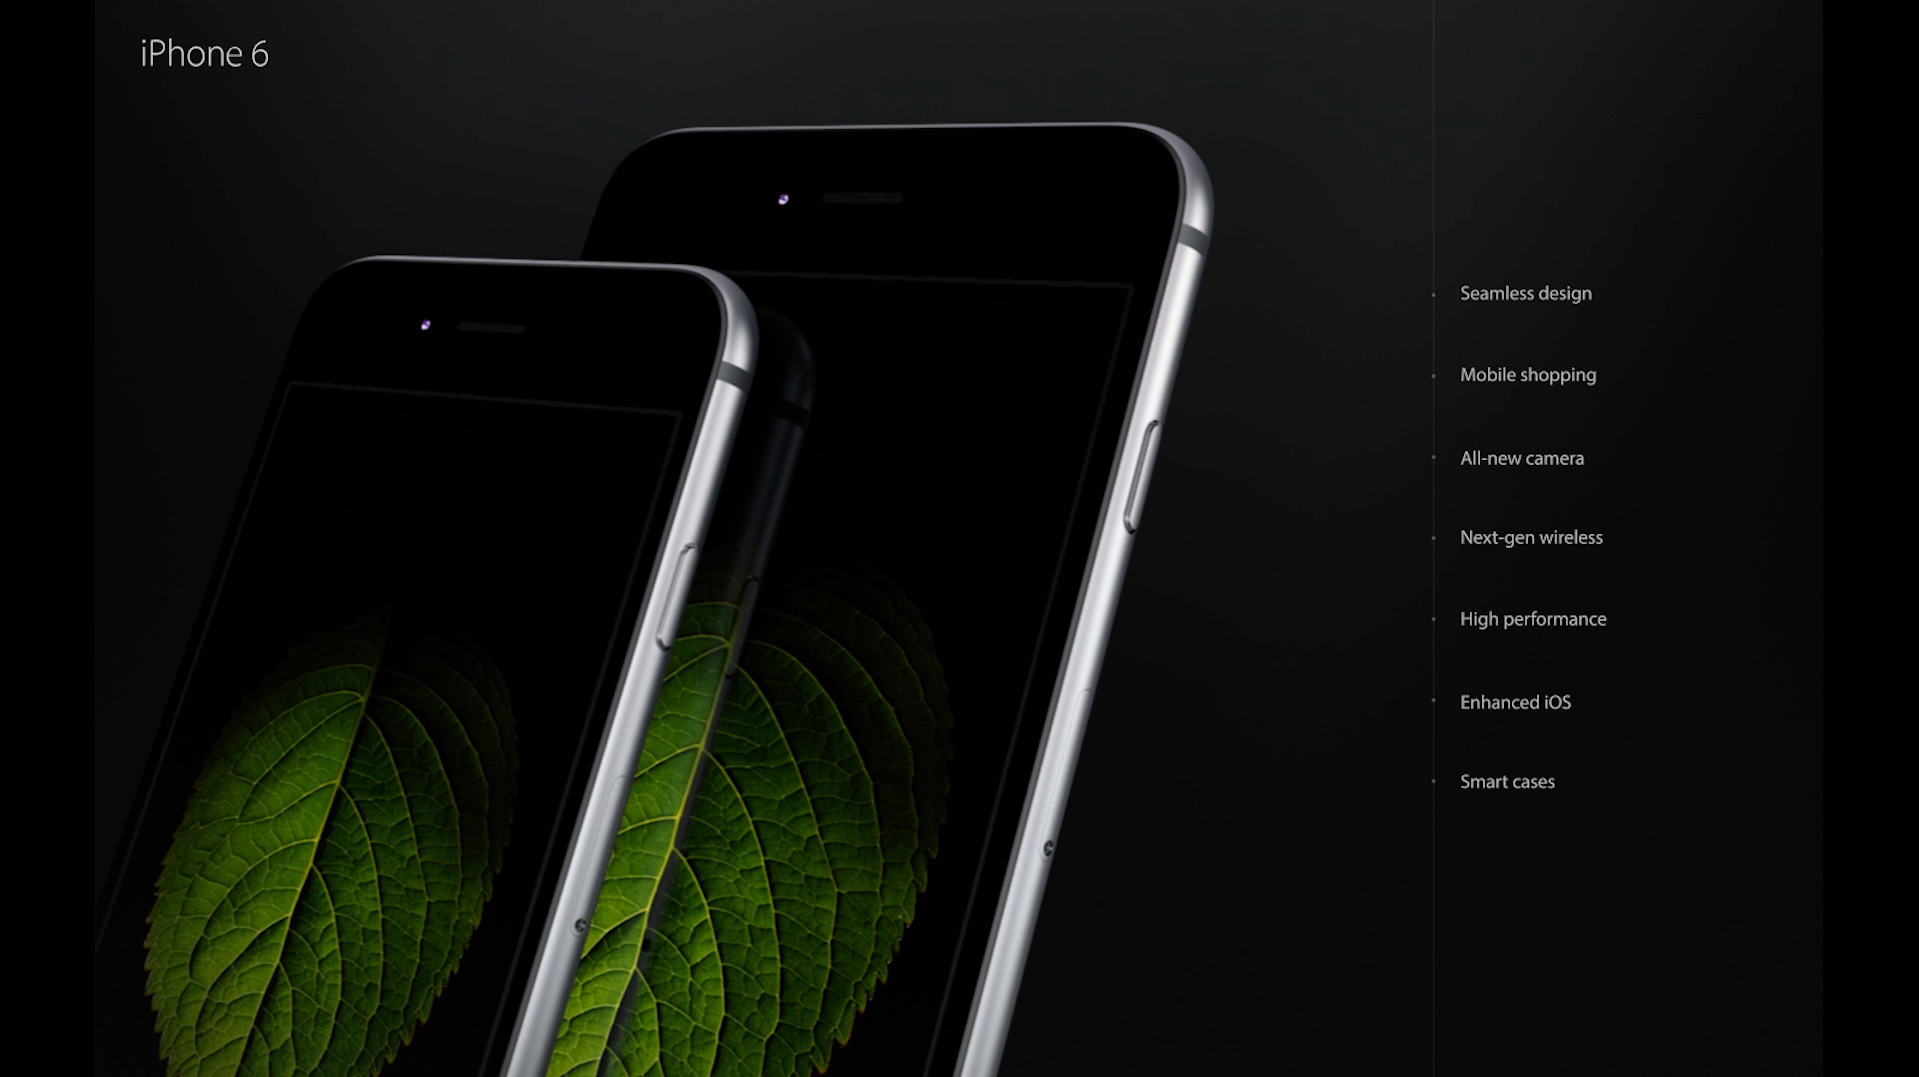 iPhone 6
Seamless design
Mobile shopping
All-new camera
Next-gen wireless
High performance
Enhanced iOS
Smart cases